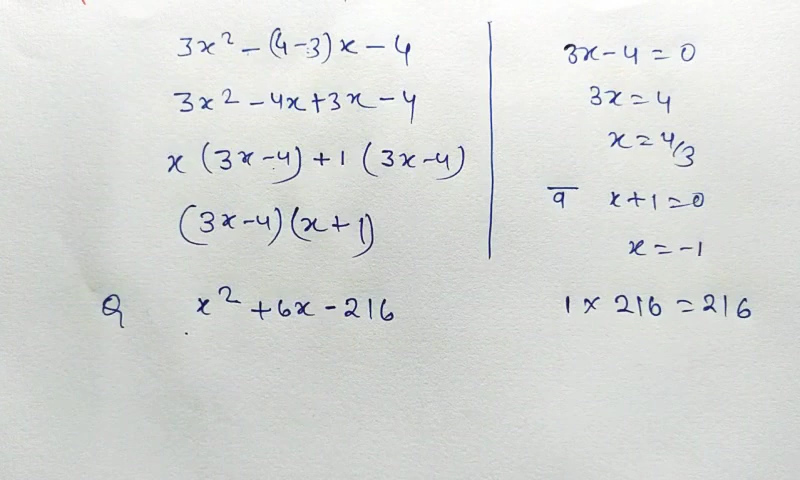 3x² - (4-3)x - 4
3x² - 4x + 3x - 4
x (3x-4) + 1 (3x-4)
(3x-4)(x+1)
3x - 4 = 0
3x = 4
x = 4/3
x + 1 = 0
x = -1
Q x² + 6x - 216
1 × 216 = 216